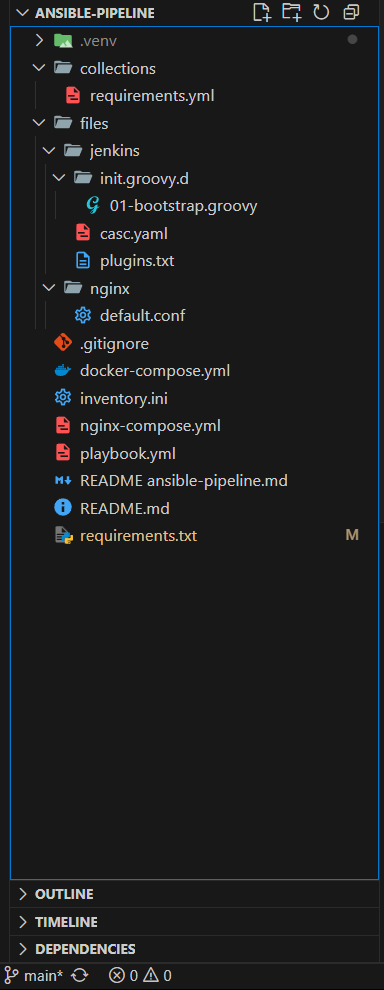 ANSIBLE-PIPELINE
.venv
collections
requirements.yml
files
jenkins
init.groovy.d
01-bootstrap.groovy
casc.yaml
plugins.txt
nginx
default.conf
.gitignore
docker-compose.yml
inventory.ini
nginx-compose.yml
playbook.yml
README ansible-pipeline.md
README.md
requirements.txt M
OUTLINE
TIMELINE
DEPENDENCIES
main* 0 0